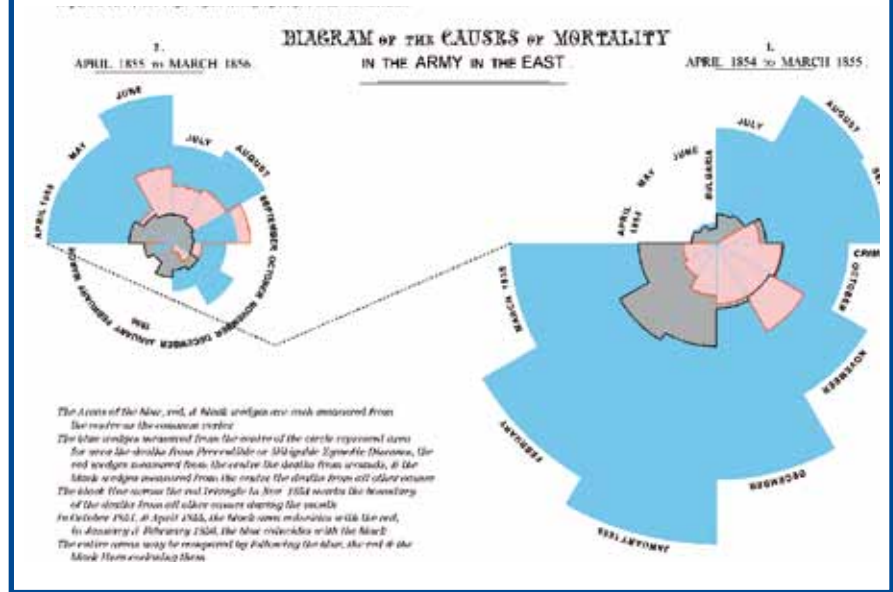 DIAGRAM OF THE CAUSES OF MORTALITY
IN THE ARMY IN THE EAST.
2.
APRIL 1855 TO MARCH 1856.
1.
APRIL 1854 TO MARCH 1855.
APRIL 1855
MAY
JUNE
JULY
AUGUST
SEPTEMBER
OCTOBER
NOVEMBER
DECEMBER
JANUARY
1856
FEBRUARY
MARCH
APRIL
1854
MAY
JUNE
BULGARIA
JULY
AUGUST
SE
CRIM
OCTOBER
NOVEMBER
DECEMBER
JANUARY 1855
FEBRUARY
MARCH 1855
The Areas of the blue, red, & black wedges are each measured from
the centre as the common vertex
The blue wedges measured from the centre of the circle represent area
for area the deaths from Preventible or Mitigable Zymotic Diseases, the
red wedges measured from the centre the deaths from wounds, & the
black wedges measured from the centre the deaths from all other causes
The black line across the red triangle in Nov. 1854 marks the boundary
of the deaths from all other causes during the month
In October 1854, & April 1855, the black area coincides with the red,
in January & February 1856, the blue coincides with the black
The entire areas may be compared by following the blue, the red & the
black lines enclosing them